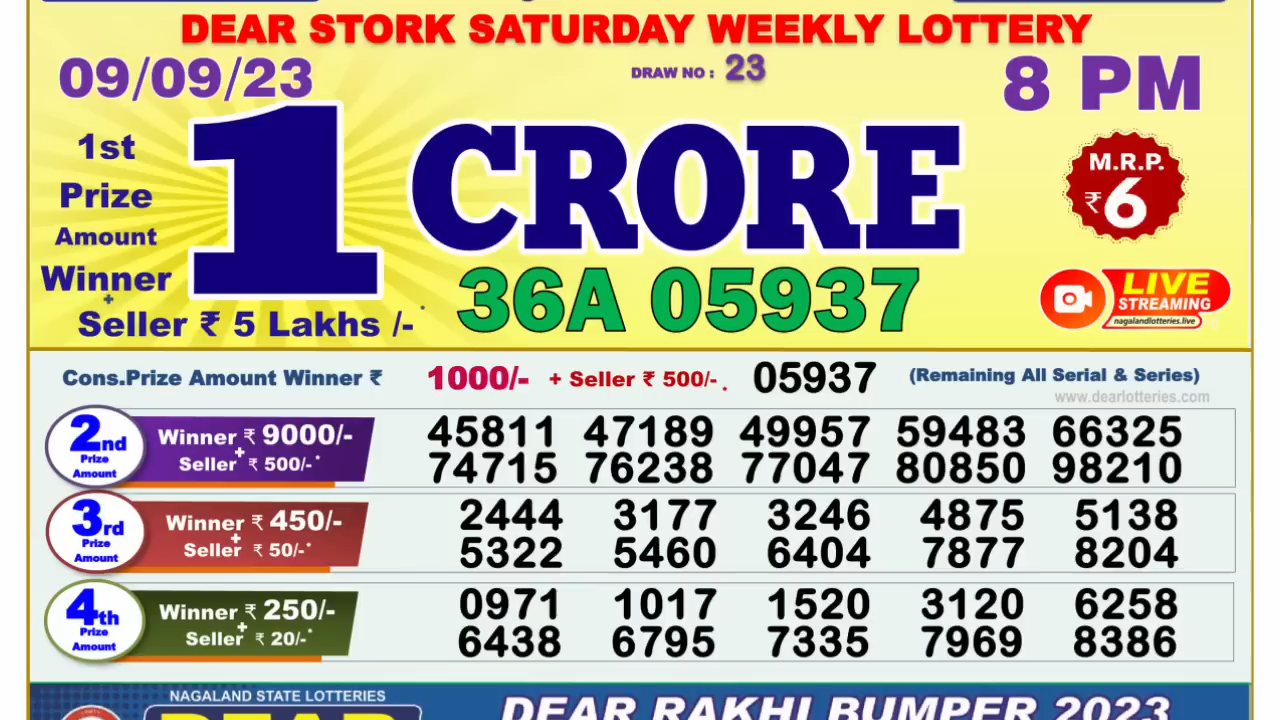 DEAR STORK SATURDAY WEEKLY LOTTERY
09/09/23
DRAW NO : 23
8 PM
1st
Prize
Amount
Winner
+
Seller ₹ 5 Lakhs /-
1 CRORE
36A 05937
M.R.P.
₹6
LIVE
STREAMING
nagalandlotteries.live
Cons.Prize Amount Winner ₹ 1000/- + Seller ₹ 500/- . 05937 (Remaining All Serial & Series)
www.dearlotteries.com
2nd
Prize
Amount
Winner ₹ 9000/-
+
Seller ₹ 500/-*
45811 47189 49957 59483 66325
74715 76238 77047 80850 98210
3rd
Prize
Amount
Winner ₹ 450/-
+
Seller ₹ 50/-*
2444 3177 3246 4875 5138
5322 5460 6404 7877 8204
4th
Prize
Amount
Winner ₹ 250/-
+
Seller ₹ 20/-*
0971 1017 1520 3120 6258
6438 6795 7335 7969 8386
NAGALAND STATE LOTTERIES
DEAR
DEAR RAKHI BUMPER 2023